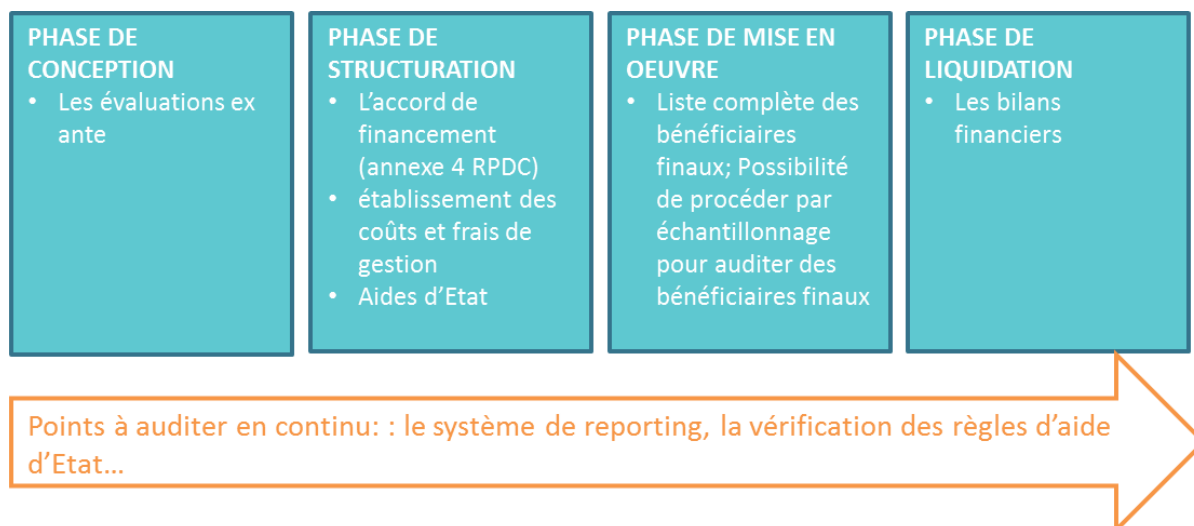 PHASE DE
CONCEPTION
• Les évaluations ex
ante
PHASE DE
STRUCTURATION
• L’accord de
financement
(annexe 4 RPDC)
• établissement des
coûts et frais de
gestion
• Aides d’Etat
PHASE DE MISE EN
OEUVRE
• Liste complète des
bénéficiaires
finaux; Possibilité
de procéder par
échantillonnage
pour auditer des
bénéficiaires finaux
PHASE DE
LIQUIDATION
• Les bilans
financiers
Points à auditer en continu: : le système de reporting, la vérification des règles d’aide
d’Etat…